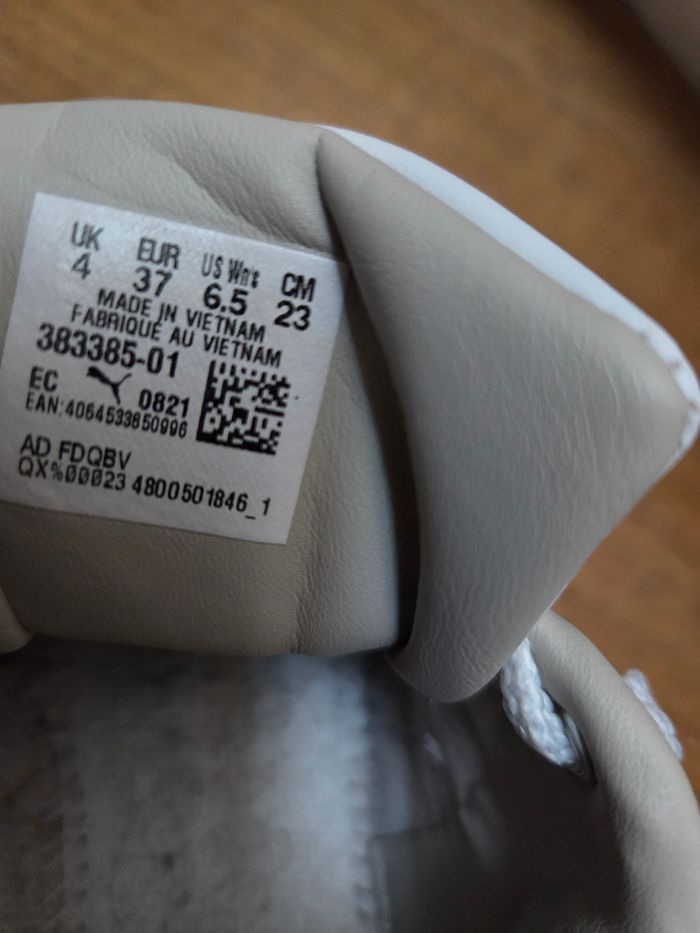 UK EUR US Wn's CM
4 37 6.5 23
MADE IN VIETNAM
FABRIQUÉ AU VIETNAM
383385-01
EC 0821
EAN:4064533650996
AD FDQBV
QX%00023 4800501846_1